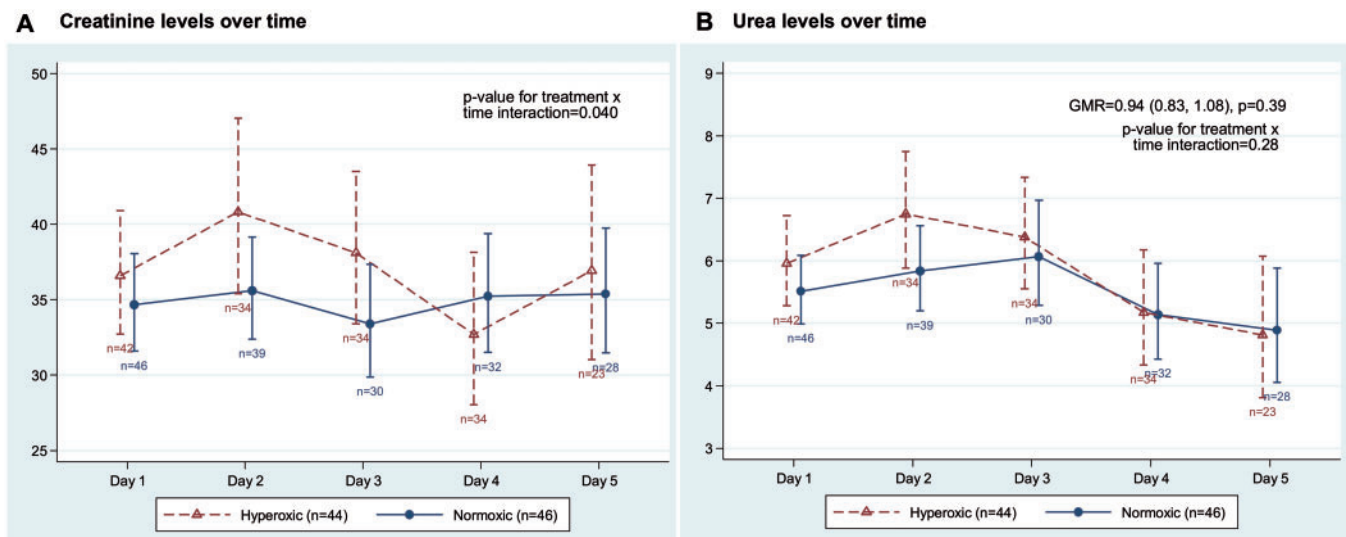 A Creatinine levels over time
50
45
40
35
30
25
p-value for treatment x
time interaction=0.040
n=42
n=46
n=34
n=39
n=34
n=30
n=32
n=34
n=23
n=28
Day 1 Day 2 Day 3 Day 4 Day 5
Hyperoxic (n=44) Normoxic (n=46)
B Urea levels over time
9
8
7
6
5
4
3
GMR=0.94 (0.83, 1.08), p=0.39
p-value for treatment x
time interaction=0.28
n=42
n=46
n=34
n=39
n=34
n=30
n=34
n=32
n=23
n=28
Day 1 Day 2 Day 3 Day 4 Day 5
Hyperoxic (n=44) Normoxic (n=46)